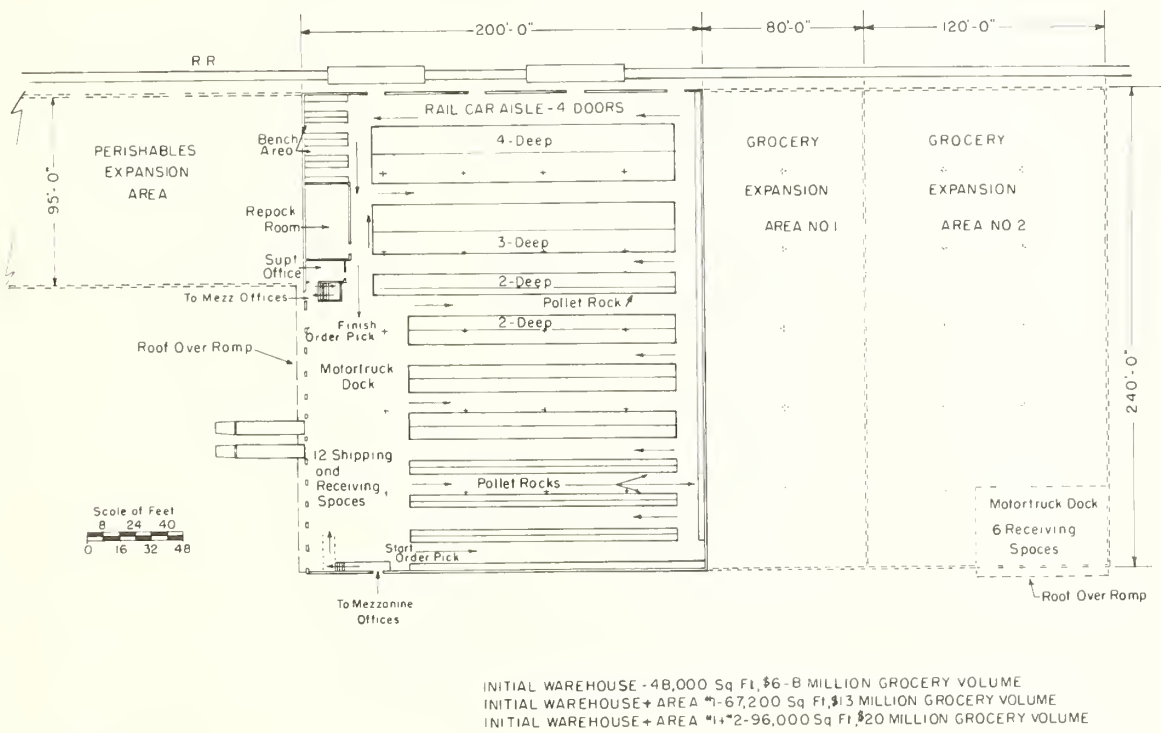 200'-0"
80'-0"
120'-0"
R R
RAIL CAR AISLE - 4 DOORS
Bench
Area
4-Deep
GROCERY
EXPANSION
AREA NO 1
GROCERY
EXPANSION
AREA NO 2
PERISHABLES
EXPANSION
AREA
95'-0"
Repack
Room
3-Deep
Supt
Office
To Mezz Offices
2-Deep
Pallet Rack
Finish
Order Pick
2-Deep
Roof Over Ramp
Motortruck
Dock
240'-0"
12 Shipping
and
Receiving
Spaces
Pallet Racks
Motortruck Dock
6 Receiving
Spaces
Scale of Feet
8 24 40
0 16 32 48
Start
Order Pick
Roof Over Ramp
To Mezzanine
Offices
INITIAL WAREHOUSE - 48,000 Sq Ft, $6-8 MILLION GROCERY VOLUME
INITIAL WAREHOUSE + AREA #1-67,200 Sq Ft, $13 MILLION GROCERY VOLUME
INITIAL WAREHOUSE + AREA #1+#2-96,000 Sq Ft, $20 MILLION GROCERY VOLUME